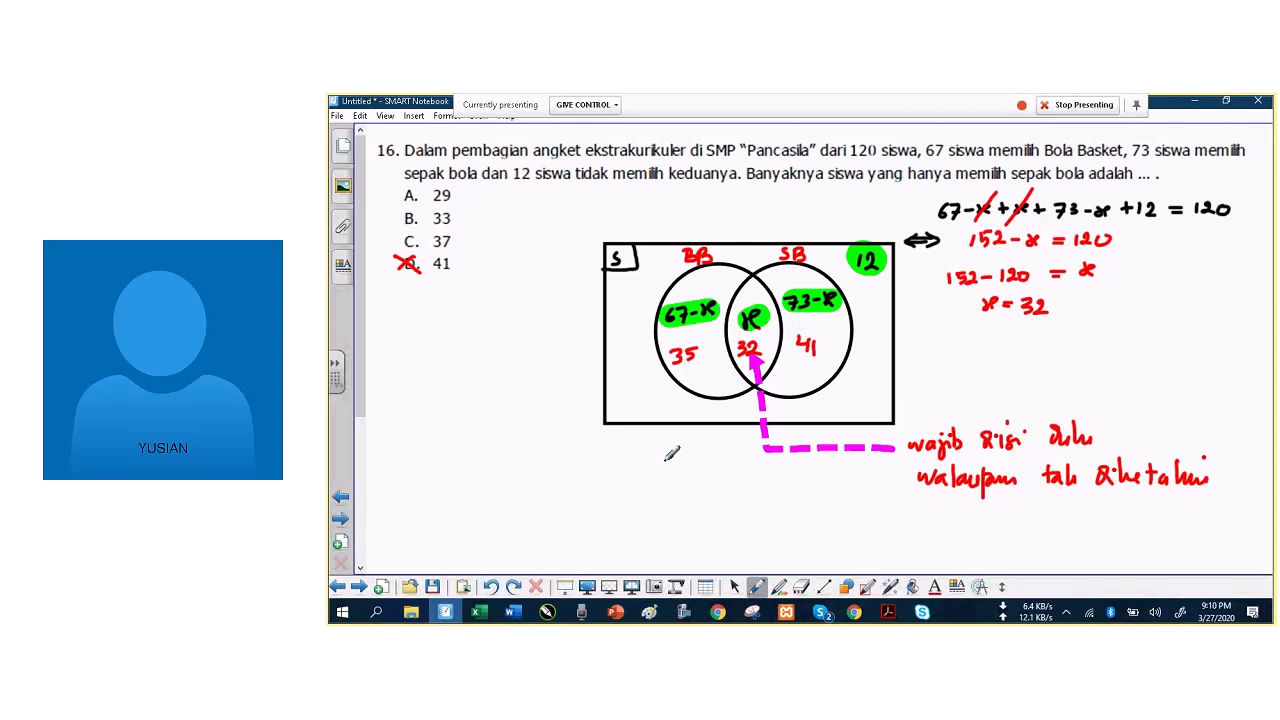 Untitled * - SMART Notebook
Currently presenting
GIVE CONTROL
Stop Presenting
File Edit View Insert
16. Dalam pembagian angket ekstrakurikuler di SMP “Pancasila” dari 120 siswa, 67 siswa memilih Bola Basket, 73 siswa memilih
sepak bola dan 12 siswa tidak memilih keduanya. Banyaknya siswa yang hanya memilih sepak bola adalah ... .
A. 29
B. 33
C. 37
D. 41
67-x+x+73-x+12 = 120
⇔ 152-x = 120
152-120 = x
x = 32
S
BB
SB
12
67-x
x
73-x
35
32
41
wajib diisi dulu
walaupun tak diketahui
YUSIAN
6.4 KB/s
12.1 KB/s
9:10 PM
3/27/2020